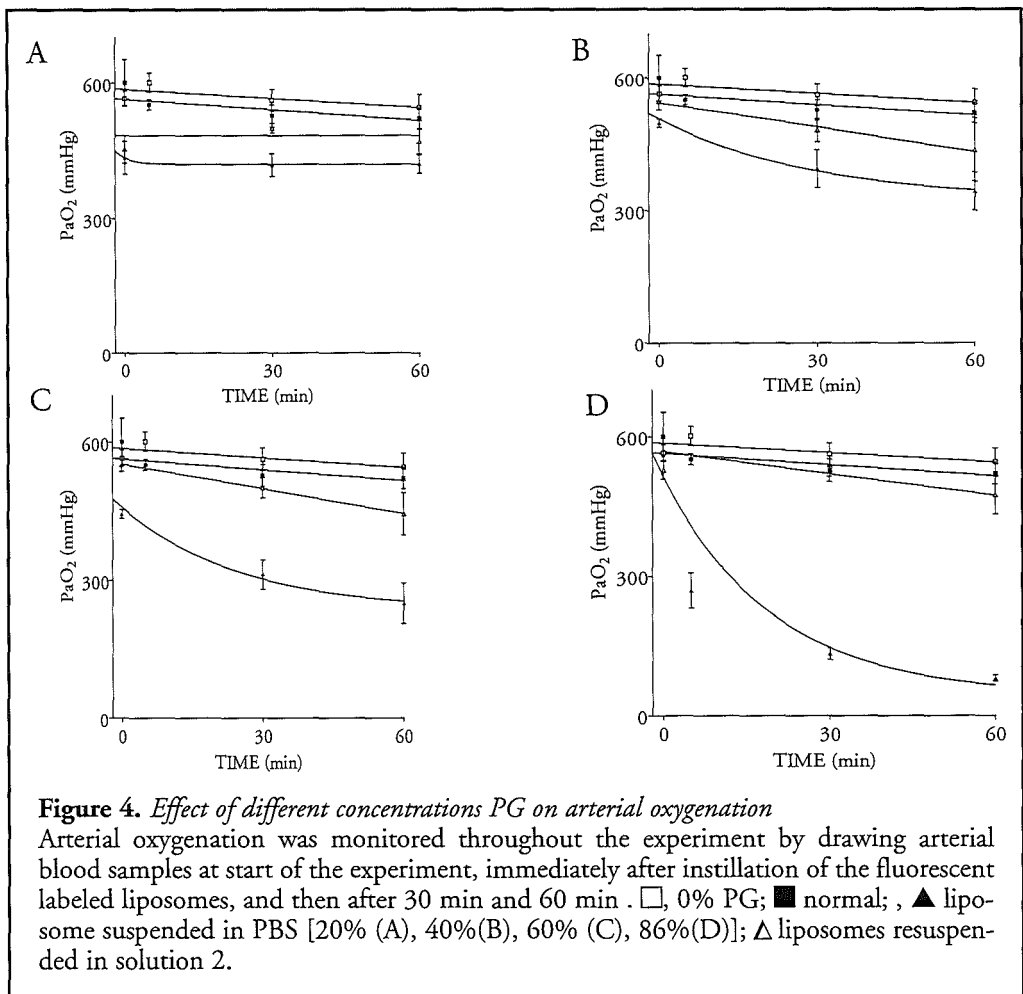 A
600
300
0
PaO2 (mmHg)
0 30 60
TIME (min)
B
600
300
0
PaO2 (mmHg)
0 30 60
TIME (min)
C
600
300
0
PaO2 (mmHg)
0 30 60
TIME (min)
D
600
300
0
PaO2 (mmHg)
0 30 60
TIME (min)
Figure 4. Effect of different concentrations PG on arterial oxygenation
Arterial oxygenation was monitored throughout the experiment by drawing arterial
blood samples at start of the experiment, immediately after instillation of the fluorescent
labeled liposomes, and then after 30 min and 60 min . □, 0% PG; ■ normal; , ▲ lipo-
some suspended in PBS [20% (A), 40%(B), 60% (C), 86%(D)]; △ liposomes resuspen-
ded in solution 2.